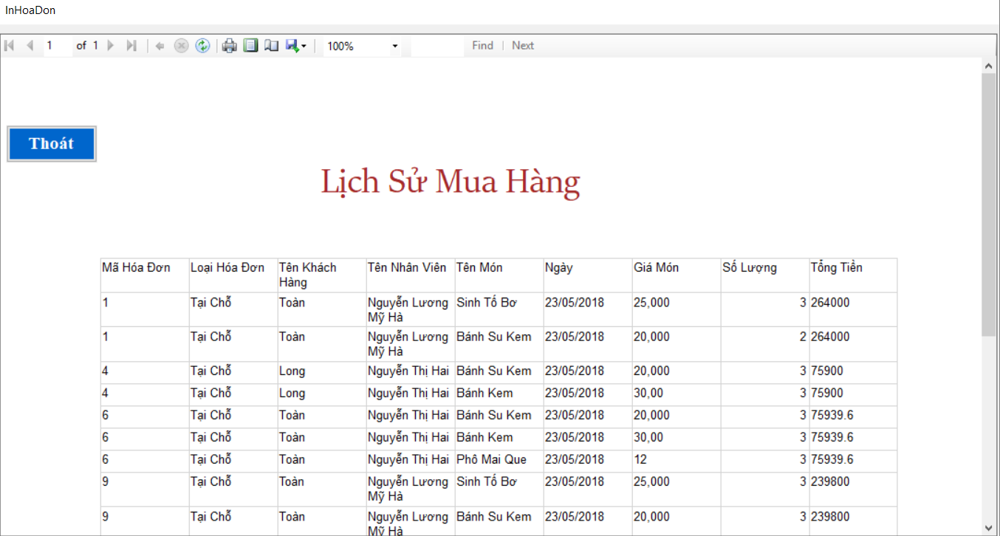 InHoaDon
1 of 1 100% Find Next
Thoát
Lịch Sử Mua Hàng
Mã Hóa Đơn Loại Hóa Đơn Tên Khách Hàng Tên Nhân Viên Tên Món Ngày Giá Món Số Lượng Tổng Tiền
1 Tại Chỗ Toàn Nguyễn Lương Mỹ Hà Sinh Tố Bơ 23/05/2018 25,000 3 264000
1 Tại Chỗ Toàn Nguyễn Lương Mỹ Hà Bánh Su Kem 23/05/2018 20,000 2 264000
4 Tại Chỗ Long Nguyễn Thị Hai Bánh Su Kem 23/05/2018 20,000 3 75900
4 Tại Chỗ Long Nguyễn Thị Hai Bánh Kem 23/05/2018 30,00 3 75900
6 Tại Chỗ Toàn Nguyễn Thị Hai Bánh Su Kem 23/05/2018 20,000 3 75939.6
6 Tại Chỗ Toàn Nguyễn Thị Hai Bánh Kem 23/05/2018 30,00 3 75939.6
6 Tại Chỗ Toàn Nguyễn Thị Hai Phô Mai Que 23/05/2018 12 3 75939.6
9 Tại Chỗ Toàn Nguyễn Lương Mỹ Hà Sinh Tố Bơ 23/05/2018 25,000 3 239800
9 Tại Chỗ Toàn Nguyễn Lương Mỹ Hà Bánh Su Kem 23/05/2018 20,000 3 239800